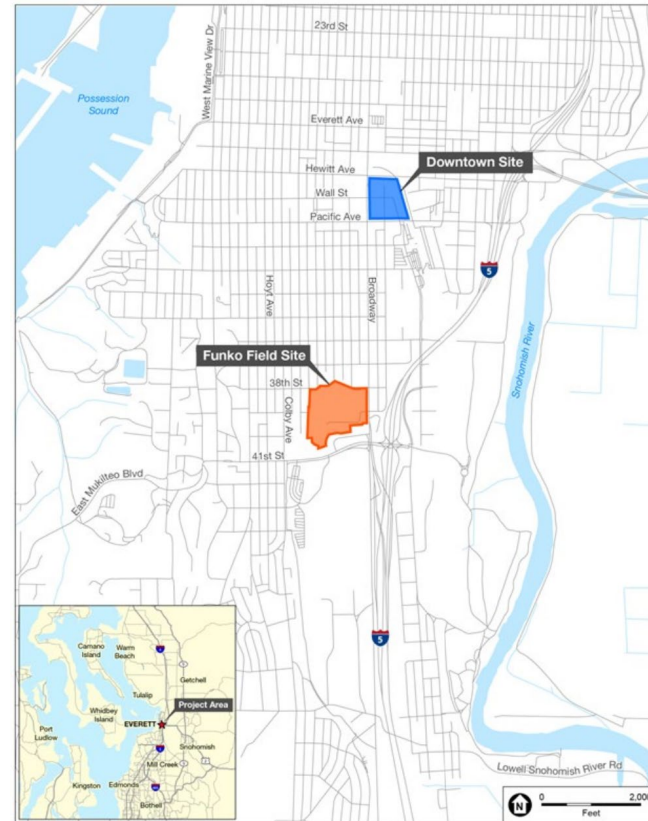 23rd St
West Marine View Dr
Possession
Sound
Everett Ave
Hewitt Ave
Downtown Site
Wall St
Pacific Ave
5
Hoyt Ave
Broadway
Snohomish River
Funko Field Site
38th St
Colby Ave
41st St
East Mukilteo Blvd
5
Camano
Island
Warm
Beach
Getchell
Tulalip
Project Area
Whidbey
Island
EVERETT
Port
Ludlow
Snohomish
Mill Creek
Kingston
Edmonds
Bothell
Lowell Snohomish River Rd
N
0
2,00
Feet